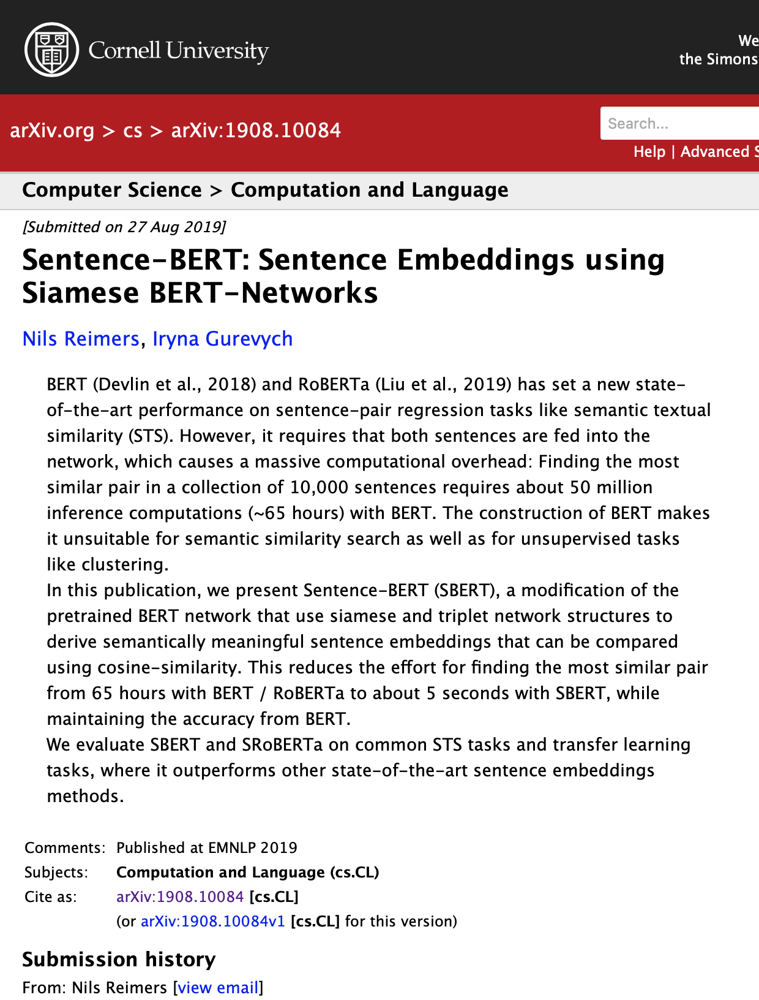 Cornell University
We
the Simons
arXiv.org > cs > arXiv:1908.10084
Search...
Help | Advanced S
Computer Science > Computation and Language
[Submitted on 27 Aug 2019]
Sentence-BERT: Sentence Embeddings using
Siamese BERT-Networks
Nils Reimers, Iryna Gurevych
BERT (Devlin et al., 2018) and RoBERTa (Liu et al., 2019) has set a new state-
of-the-art performance on sentence-pair regression tasks like semantic textual
similarity (STS). However, it requires that both sentences are fed into the
network, which causes a massive computational overhead: Finding the most
similar pair in a collection of 10,000 sentences requires about 50 million
inference computations (~65 hours) with BERT. The construction of BERT makes
it unsuitable for semantic similarity search as well as for unsupervised tasks
like clustering.
In this publication, we present Sentence-BERT (SBERT), a modification of the
pretrained BERT network that use siamese and triplet network structures to
derive semantically meaningful sentence embeddings that can be compared
using cosine-similarity. This reduces the effort for finding the most similar pair
from 65 hours with BERT / RoBERTa to about 5 seconds with SBERT, while
maintaining the accuracy from BERT.
We evaluate SBERT and SRoBERTa on common STS tasks and transfer learning
tasks, where it outperforms other state-of-the-art sentence embeddings
methods.
Comments: Published at EMNLP 2019
Subjects: Computation and Language (cs.CL)
Cite as: arXiv:1908.10084 [cs.CL]
(or arXiv:1908.10084v1 [cs.CL] for this version)
Submission history
From: Nils Reimers [view email]